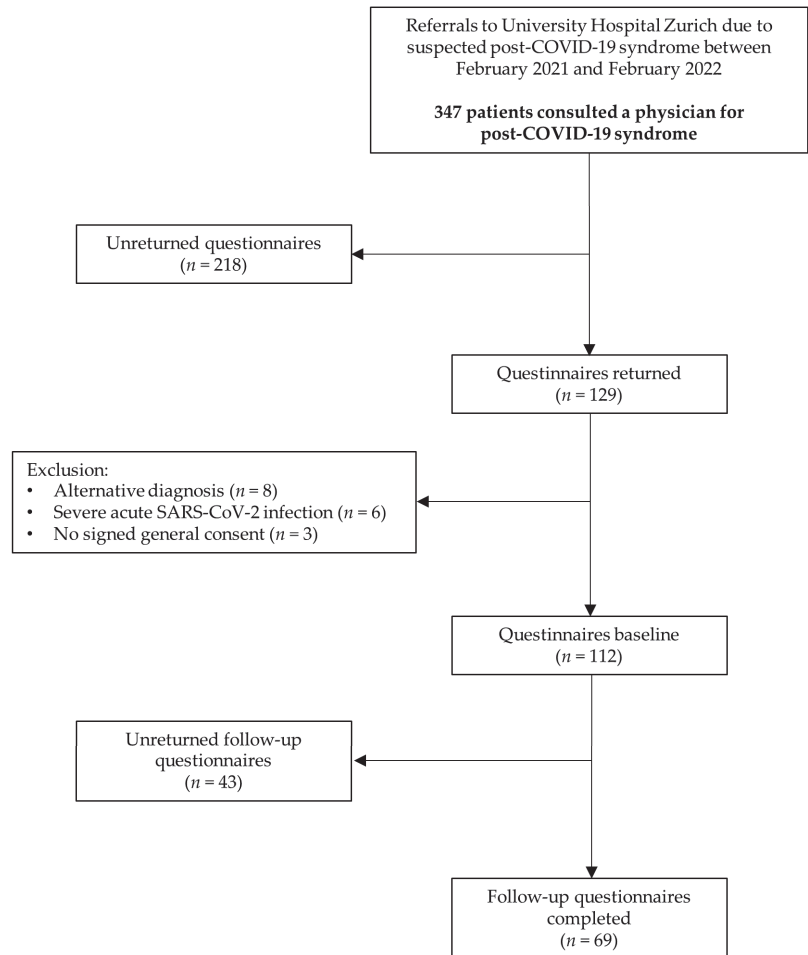 Referrals to University Hospital Zurich due to
suspected post-COVID-19 syndrome between
February 2021 and February 2022
347 patients consulted a physician for
post-COVID-19 syndrome
Unreturned questionnaires
(n = 218)
Questinnaires returned
(n = 129)
Exclusion:
• Alternative diagnosis (n = 8)
• Severe acute SARS-CoV-2 infection (n = 6)
• No signed general consent (n = 3)
Questinnaires baseline
(n = 112)
Unreturned follow-up
questionnaires
(n = 43)
Follow-up questionnaires
completed
(n = 69)